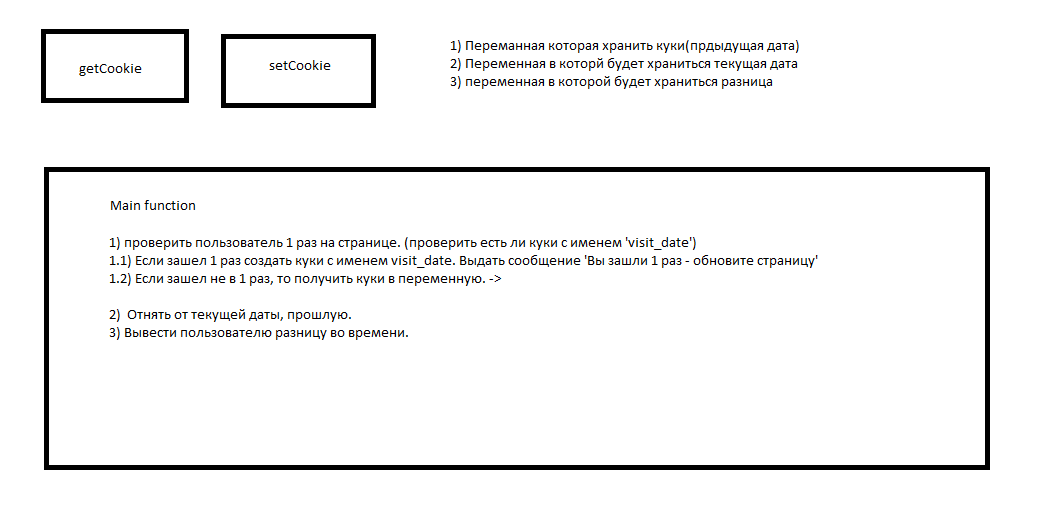 getCookie
setCookie
1) Переманная которая хранить куки(прдыдущая дата)
2) Переменная в которй будет храниться текущая дата
3) переменная в которой будет храниться разница
Main function
1) проверить пользователь 1 раз на странице. (проверить есть ли куки с именем 'visit_date')
1.1) Если зашел 1 раз создать куки с именем visit_date. Выдать сообщение 'Вы зашли 1 раз - обновите страницу'
1.2) Если зашел не в 1 раз, то получить куки в переменную. ->
2)  Отнять от текущей даты, прошлую.
3) Вывести пользователю разницу во времени.